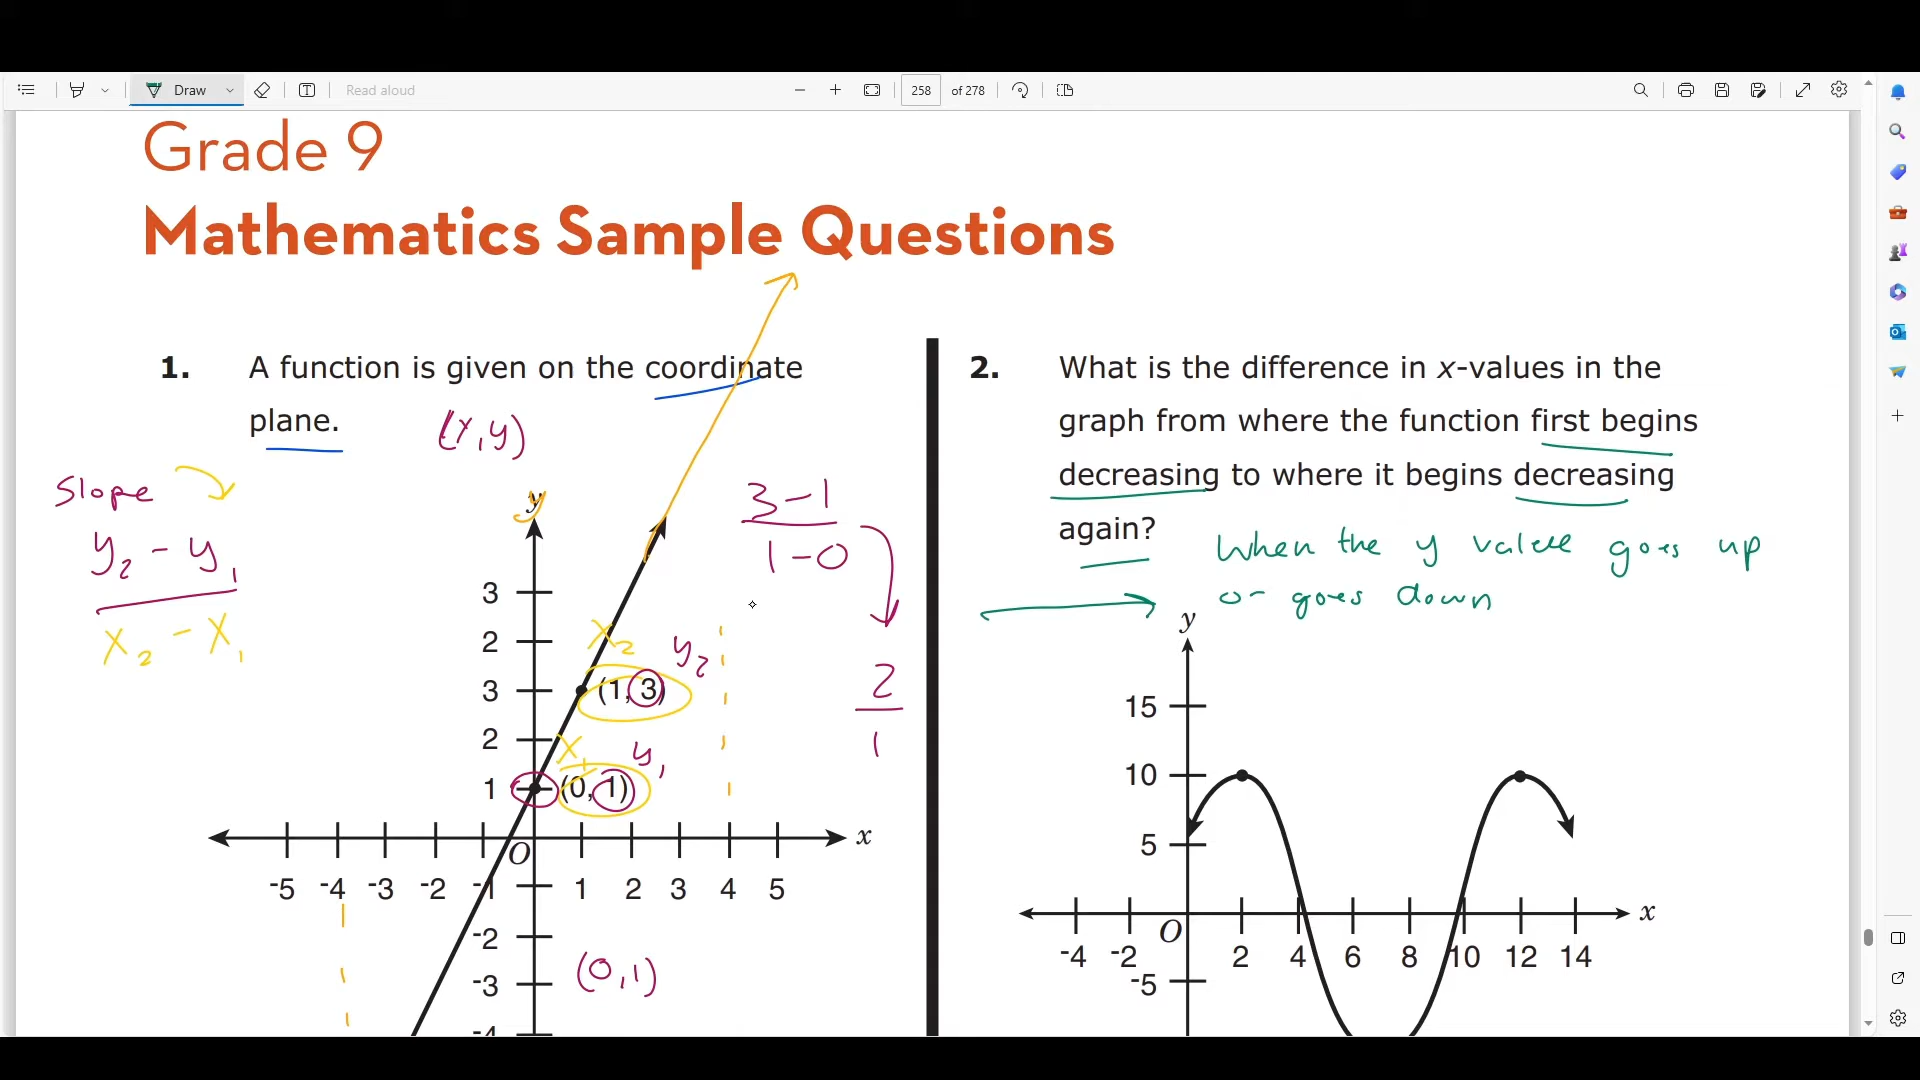 Draw
Read aloud
258 of 278
Grade 9
Mathematics Sample Questions
1. A function is given on the coordinate
plane.
(x,y)
Slope
y₂ - y₁
x₂ - x₁
3-1
1-0
2
1
y
3
2
x₂
y₂
3
(1, 3)
2
x₁
y₁
1
(0, 1)
x
O
-5 -4 -3 -2 -1 1 2 3 4 5
-2
-3
(0,1)
-4
2. What is the difference in x-values in the
graph from where the function first begins
decreasing to where it begins decreasing
again?
When the y value goes up
or goes down
y
15
10
5
x
O
-4 -2 2 4 6 8 10 12 14
-5